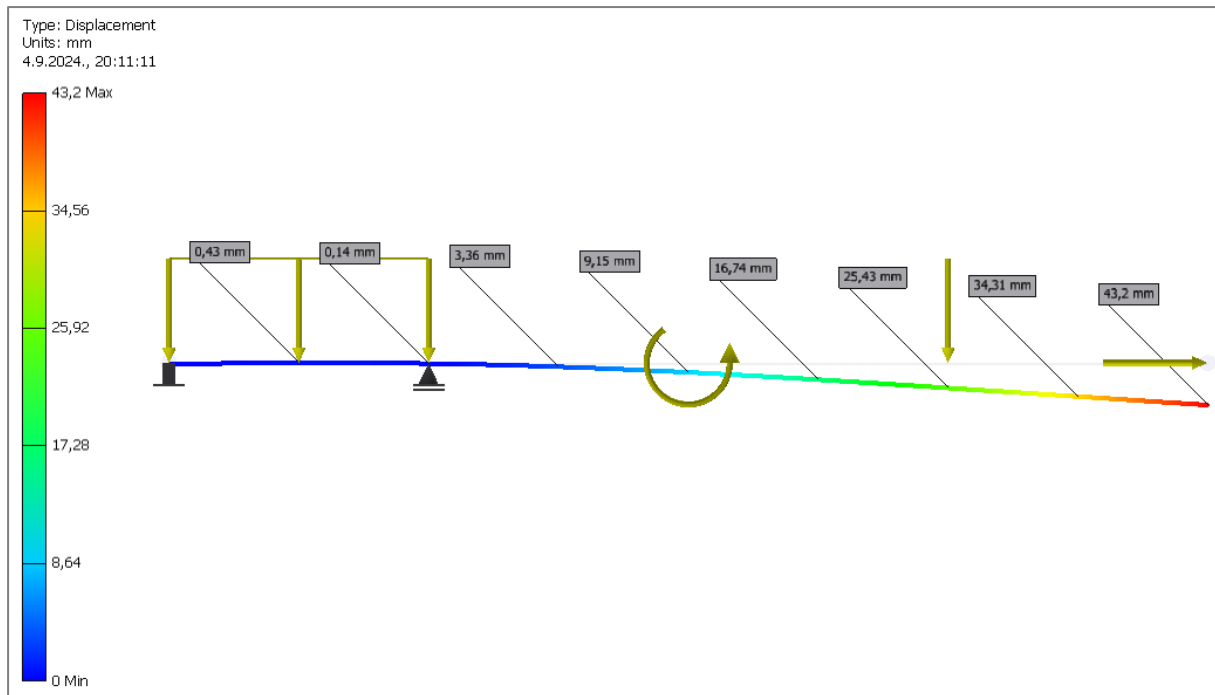 Type: Displacement
Units: mm
4.9.2024., 20:11:11
43,2 Max
34,56
25,92
17,28
8,64
0 Min
0,43 mm
0,14 mm
3,36 mm
9,15 mm
16,74 mm
25,43 mm
34,31 mm
43,2 mm